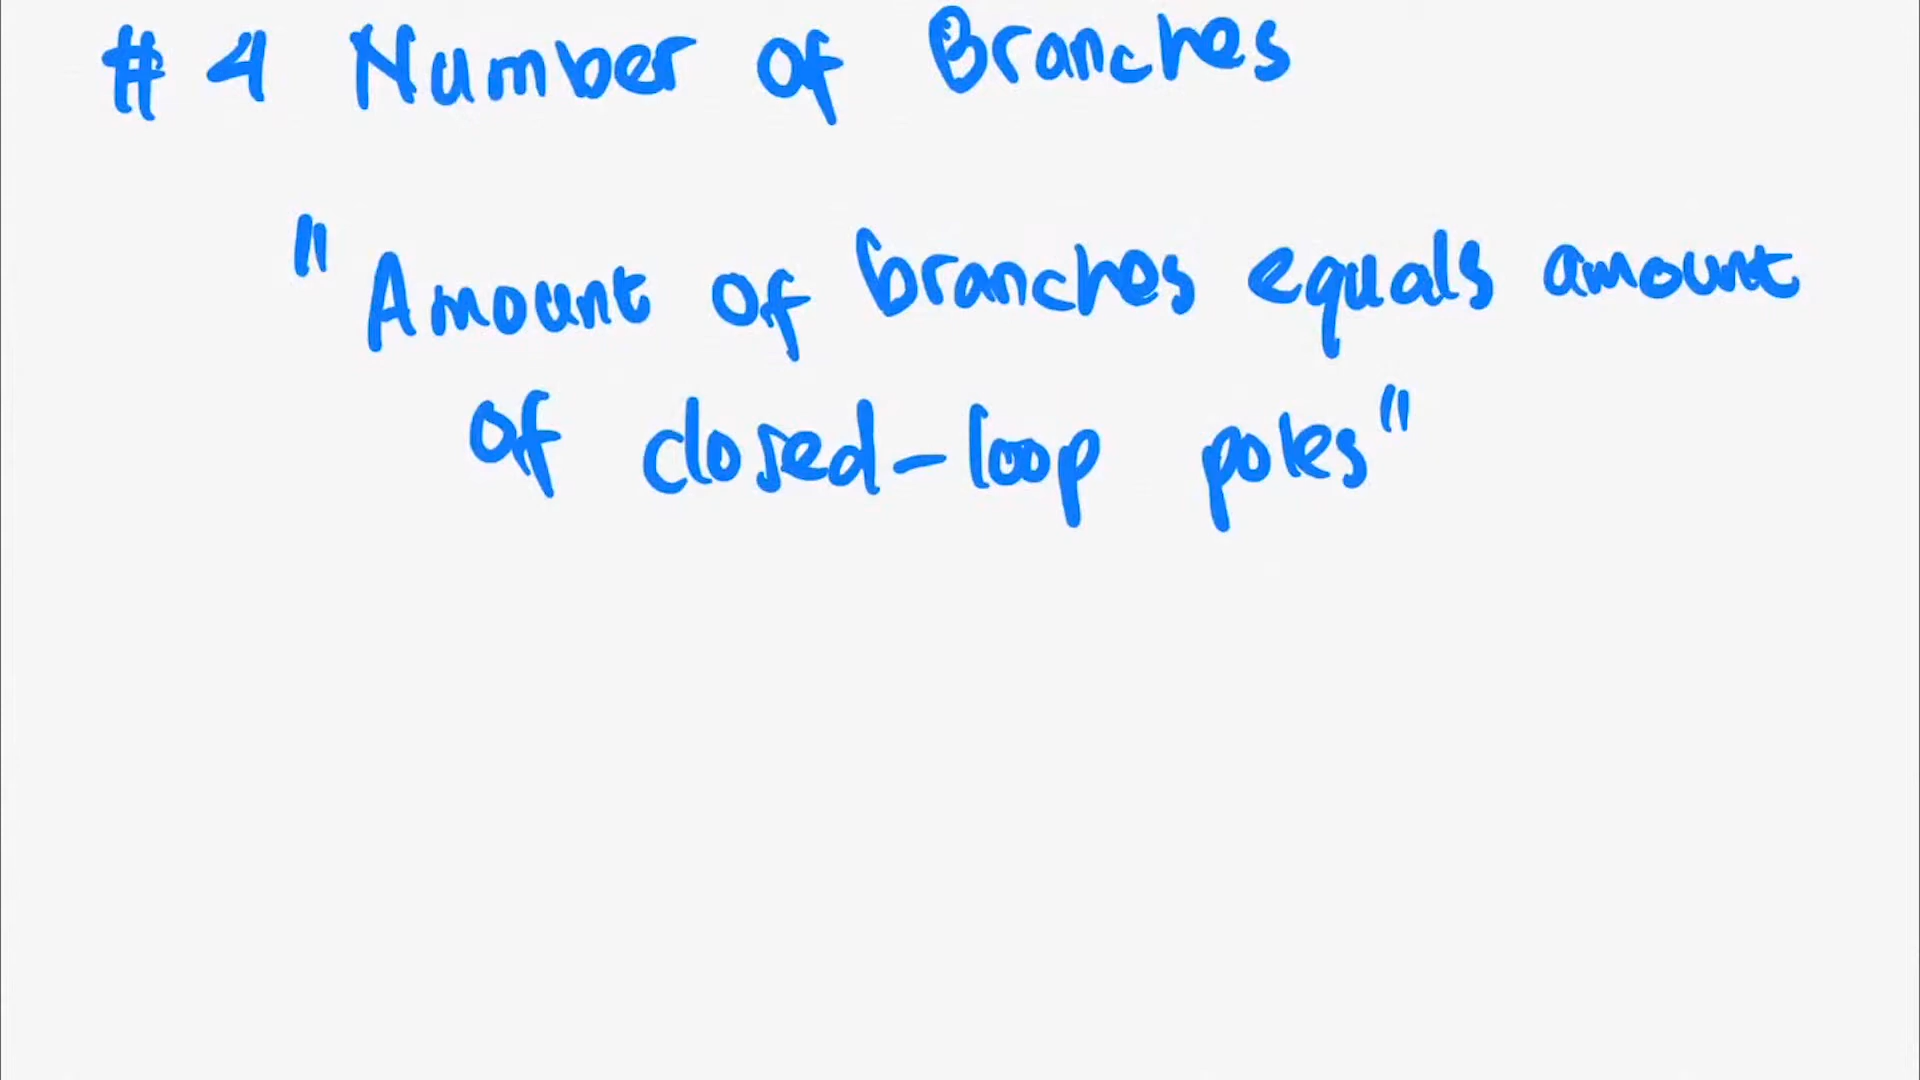 # 4 Number of Branches
"Amount of branches equals amount
of closed-loop poles"